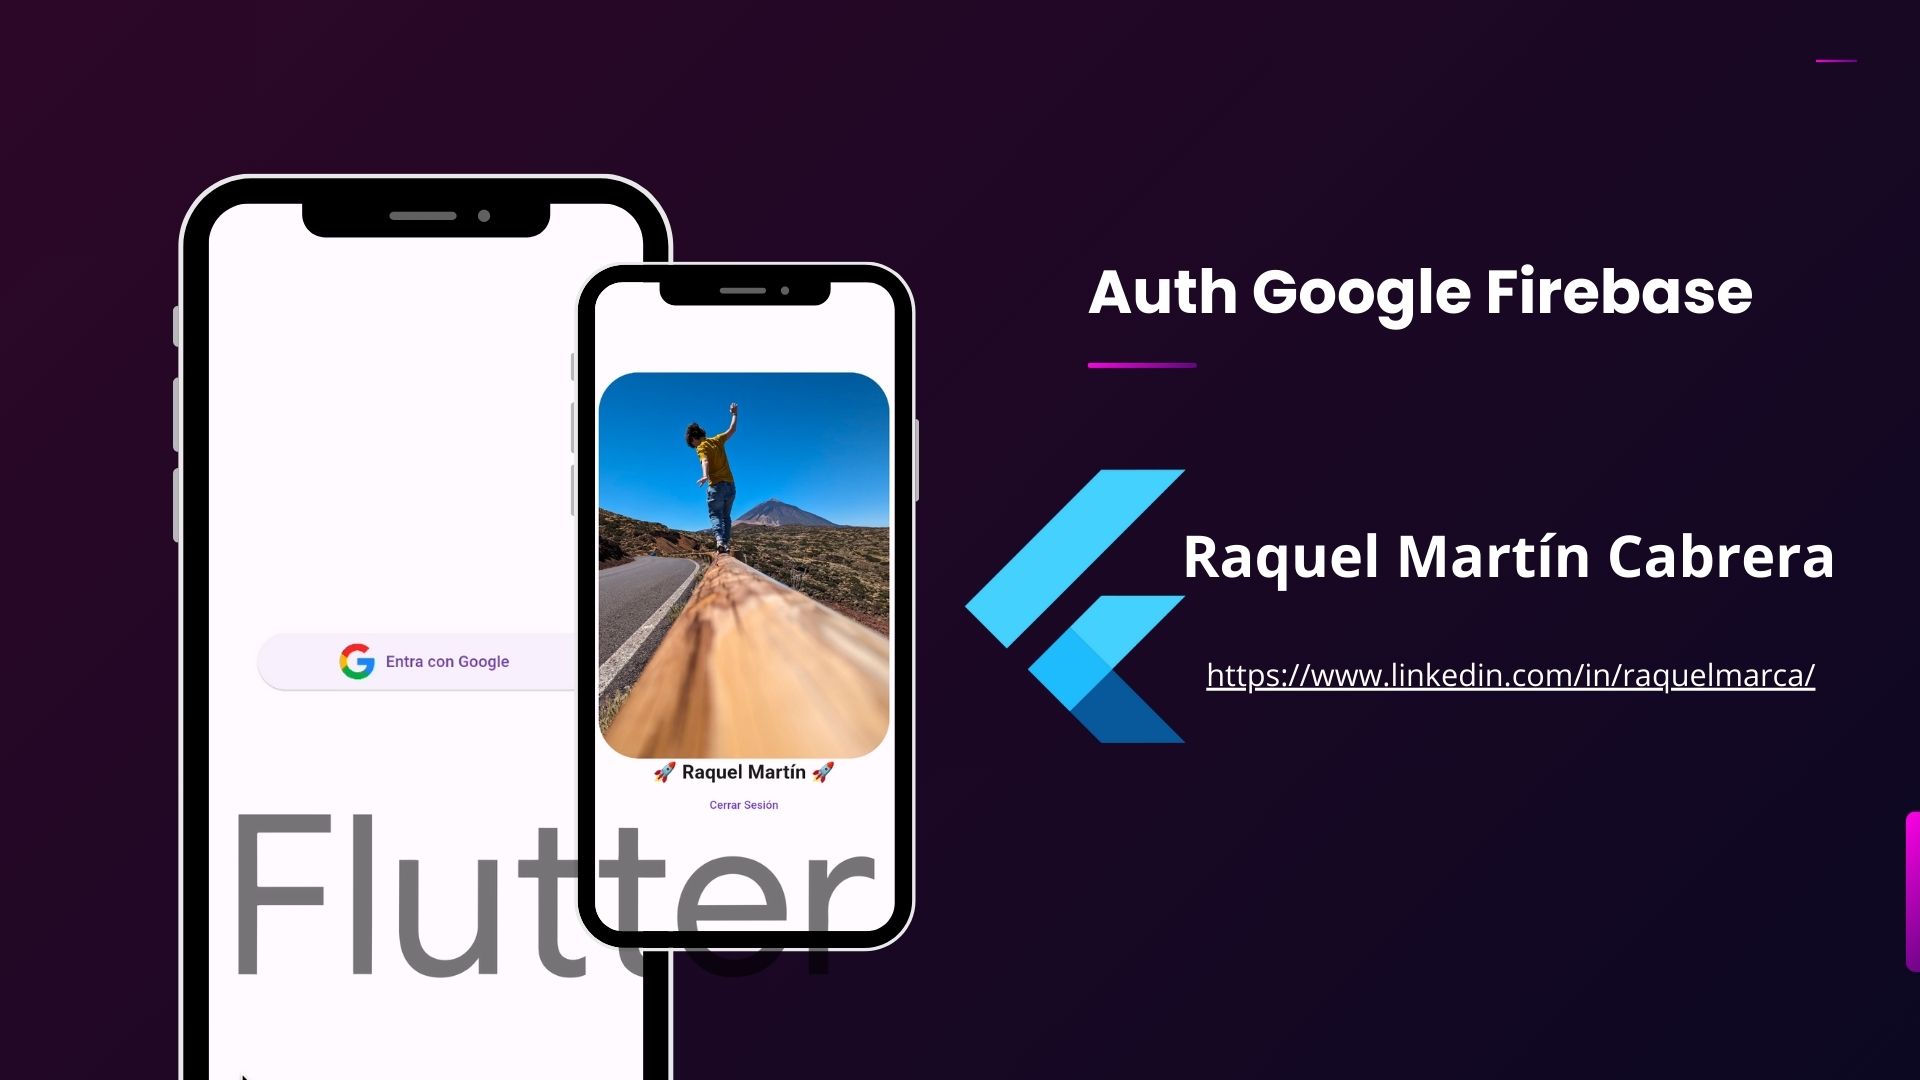 Auth Google Firebase
Raquel Martín Cabrera
https://www.linkedin.com/in/raquelmarca/
Entra con Google
🚀 Raquel Martín 🚀
Cerrar Sesión
Flutter